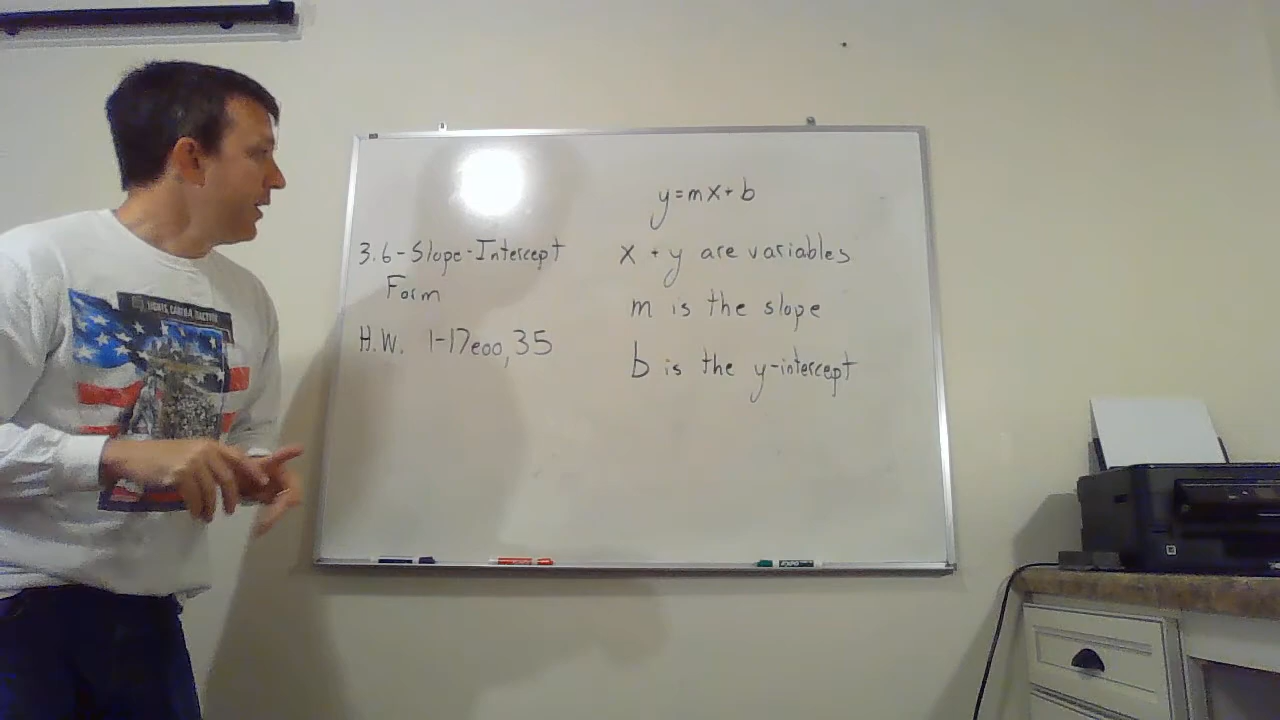 3.6-Slope-Intercept
Form
H.W. 1-17eoo,35
y=mx+b
x + y are variables
m is the slope
b is the y-intercept